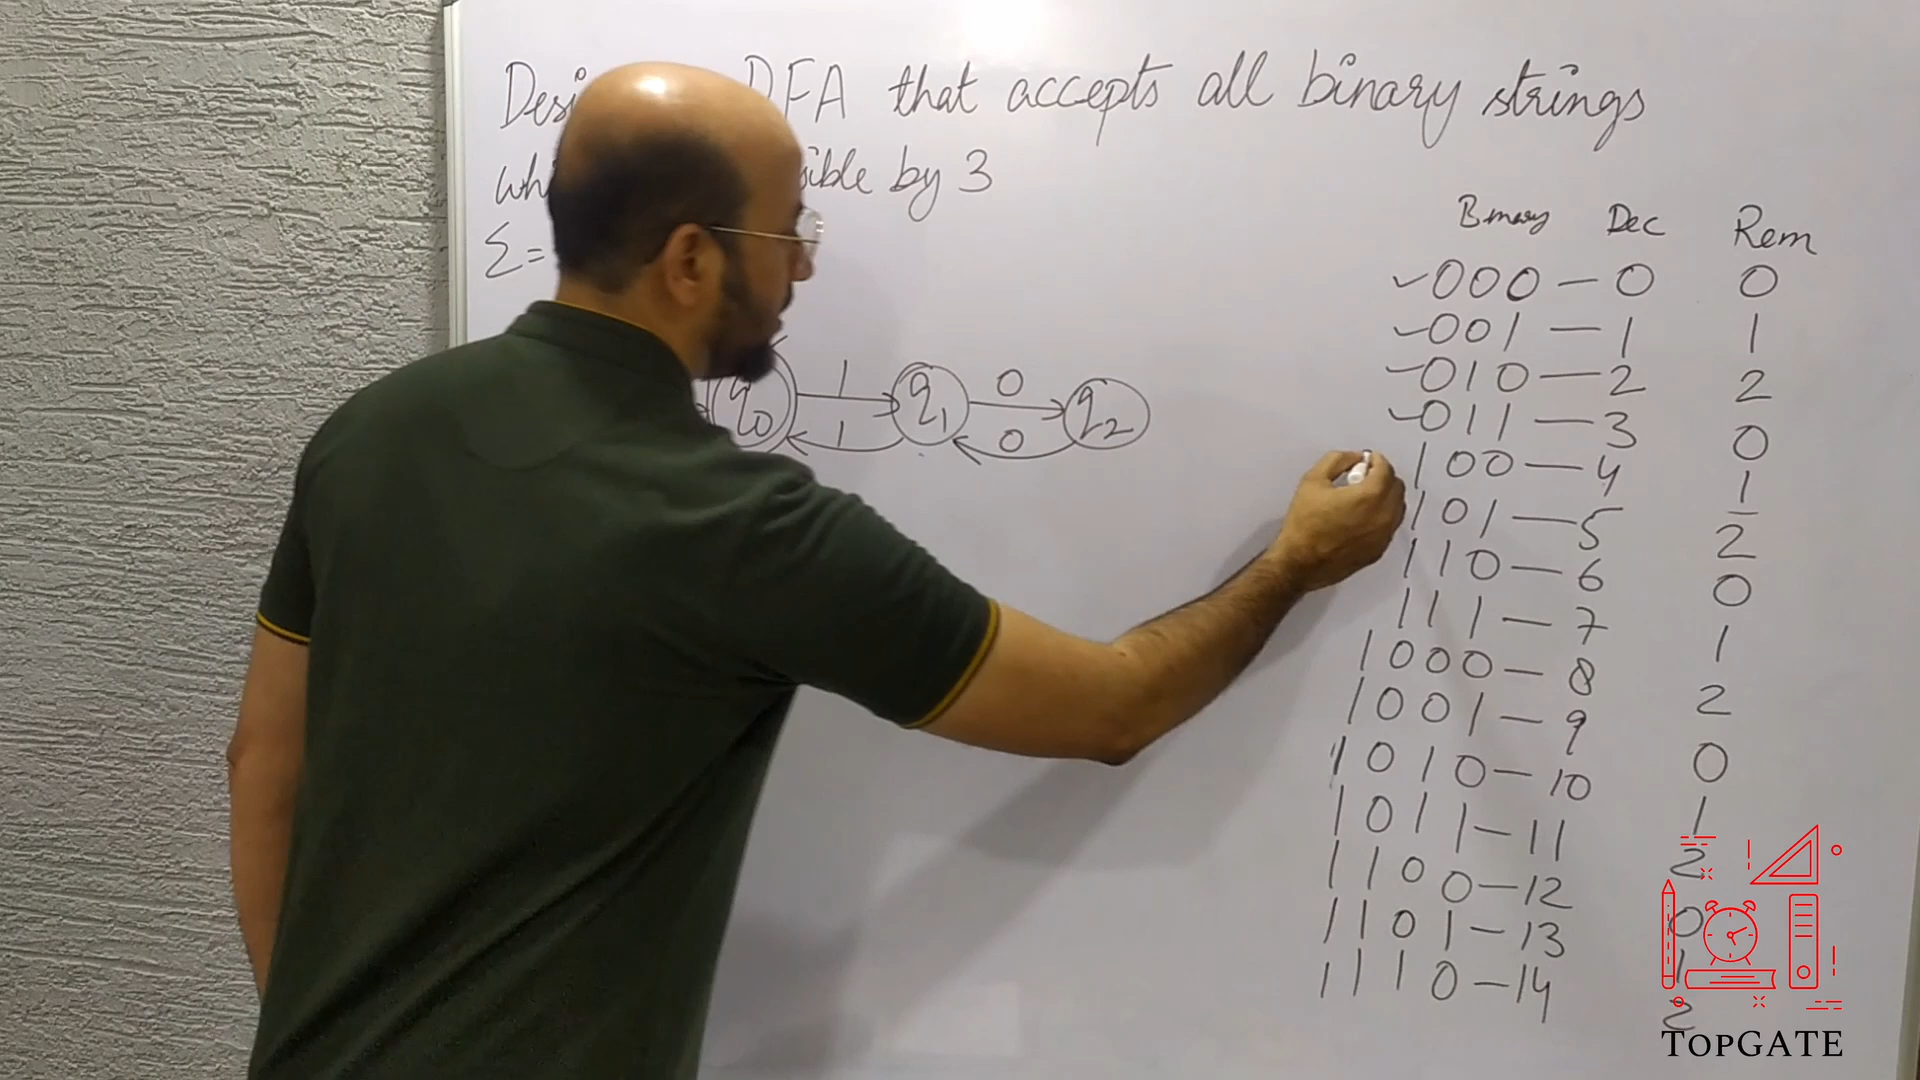 DFA that accepts all binary strings
by 3
Σ =
Binary Dec Rem
000 — 0 0
001 — 1 1
010 — 2 2
011 — 3 0
100 — 4 1
101 — 5 2
110 — 6 0
111 — 7 1
1000 — 8 2
1001 — 9 0
1010 — 10 1
1011 — 11 2
1100 — 12 0
1101 — 13 1
1110 — 14 2
1 0
q0 q1 q2
1 0
TOPGATE